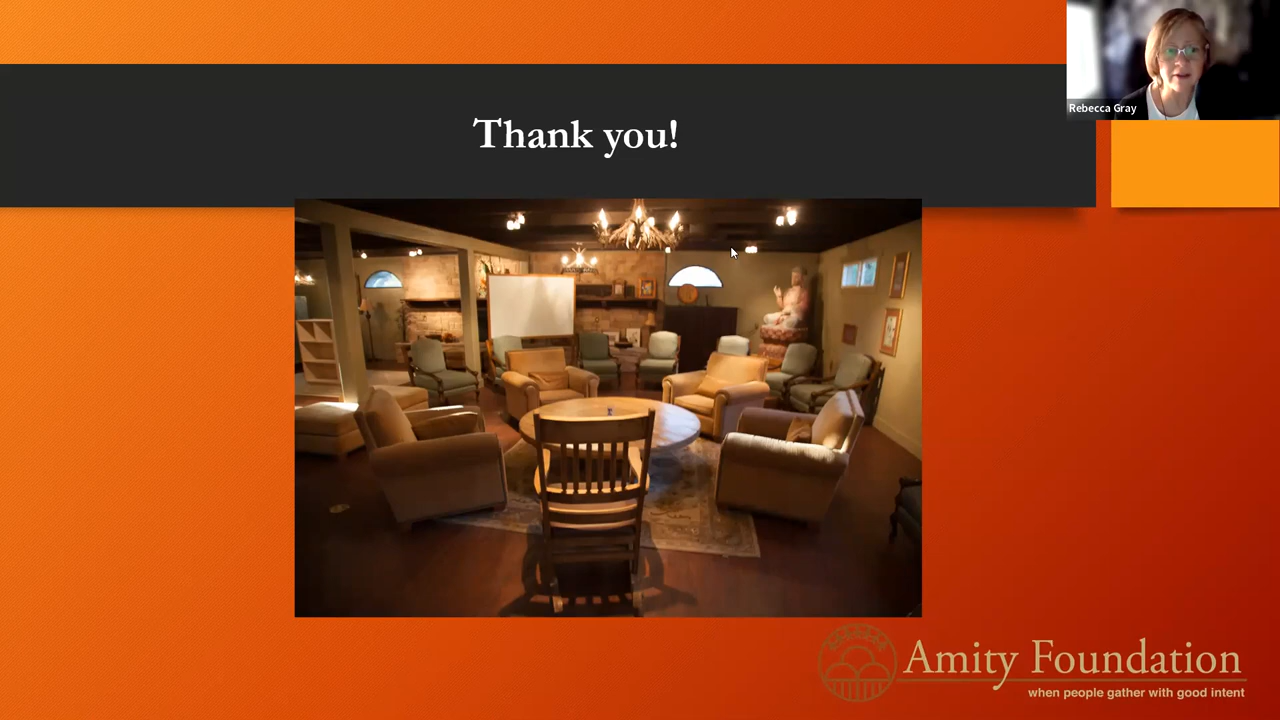 Rebecca Gray
Thank you!
Amity Foundation
when people gather with good intent